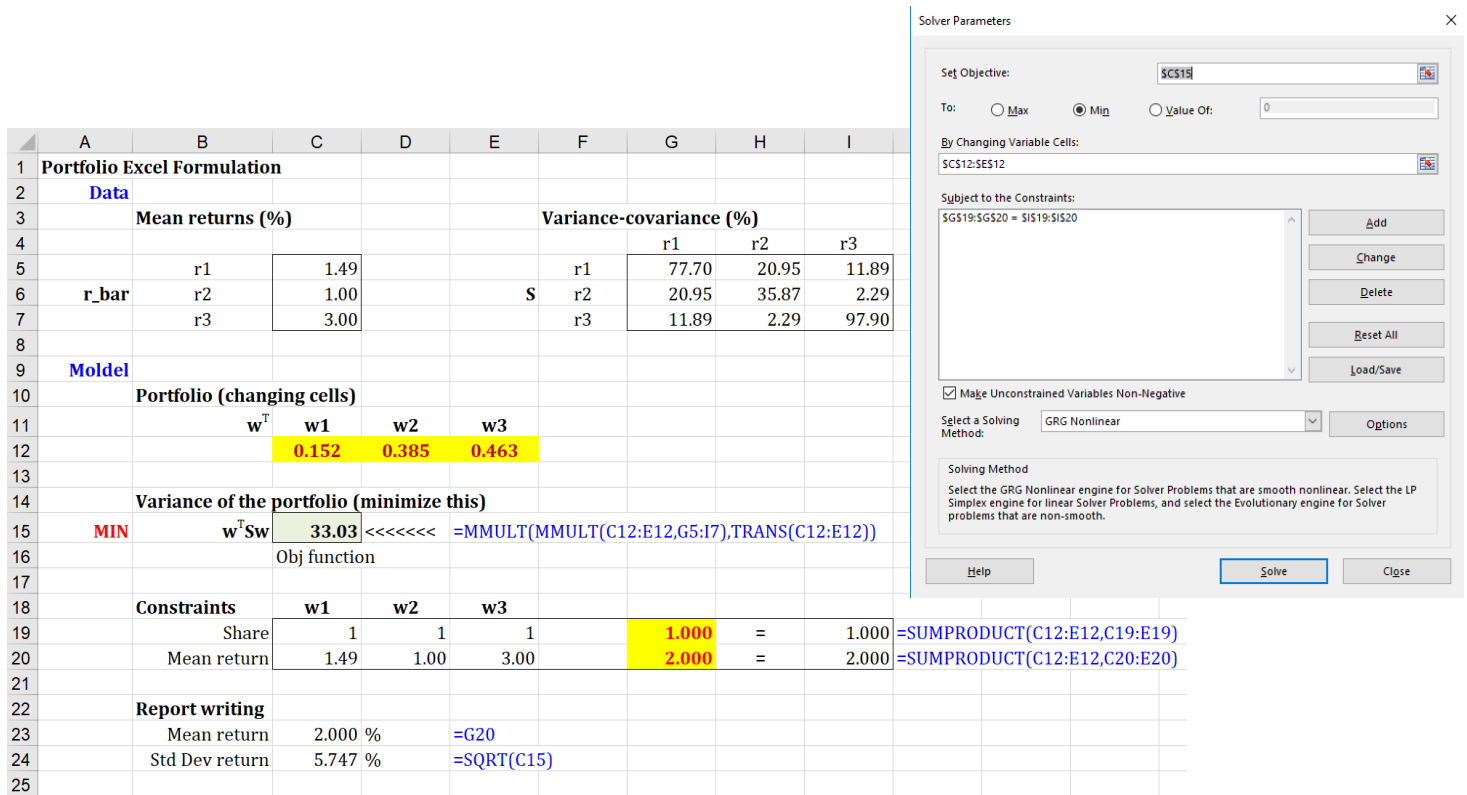 Solver Parameters
Set Objective: $C$15
To: Max Min Value Of: 0
By Changing Variable Cells:
$C$12:$E$12
Subject to the Constraints:
$G$19:$G$20 = $I$19:$I$20
Add
Change
Delete
Reset All
Load/Save
Make Unconstrained Variables Non-Negative
Select a Solving Method: GRG Nonlinear Options
Solving Method
Select the GRG Nonlinear engine for Solver Problems that are smooth nonlinear. Select the LP
Simplex engine for linear Solver Problems, and select the Evolutionary engine for Solver
problems that are non-smooth.
Help Solve Close
A B C D E F G H I
1 Portfolio Excel Formulation
2 Data
3 Mean returns (%) Variance-covariance (%)
4 r1 r2 r3
5 r1 1.49 r1 77.70 20.95 11.89
6 r_bar r2 1.00 S r2 20.95 35.87 2.29
7 r3 3.00 r3 11.89 2.29 97.90
8
9 Moldel
10 Portfolio (changing cells)
11 wT w1 w2 w3
12 0.152 0.385 0.463
13
14 Variance of the portfolio (minimize this)
15 MIN wTSw 33.03 <<<<<<< =MMULT(MMULT(C12:E12,G5:I7),TRANS(C12:E12))
16 Obj function
17
18 Constraints w1 w2 w3
19 Share 1 1 1 1.000 = 1.000 =SUMPRODUCT(C12:E12,C19:E19)
20 Mean return 1.49 1.00 3.00 2.000 = 2.000 =SUMPRODUCT(C12:E12,C20:E20)
21
22 Report writing
23 Mean return 2.000 % =G20
24 Std Dev return 5.747 % =SQRT(C15)
25